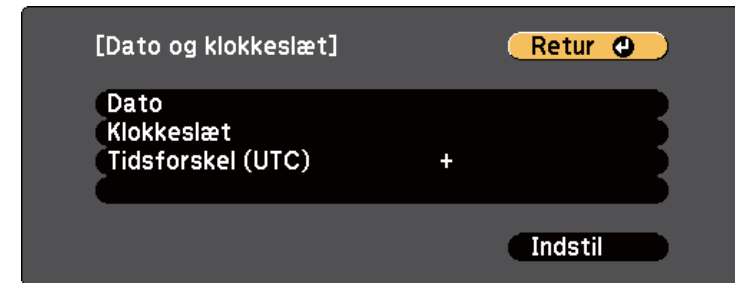 [Dato og klokkeslæt] Retur
Dato
Klokkeslæt
Tidsforskel (UTC) +
Indstil